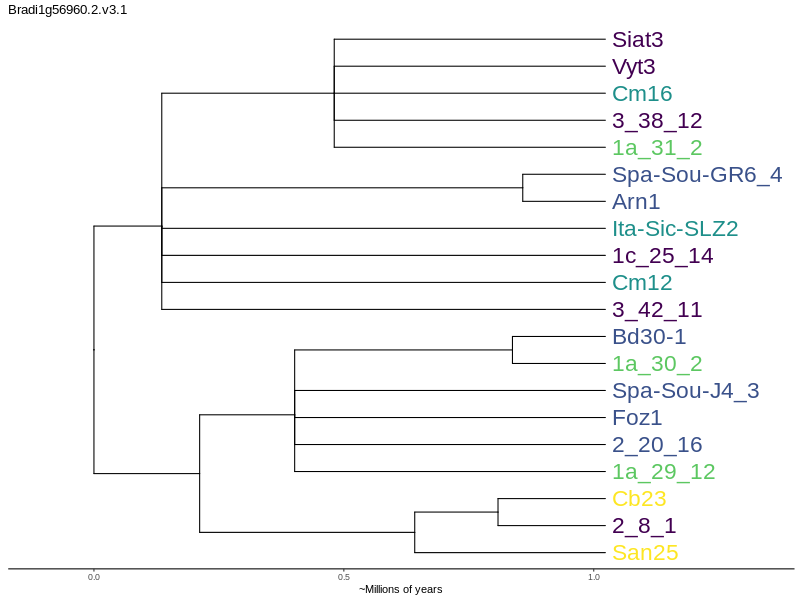 Bradi1g56960.2.v3.1
Siat3
Vyt3
Cm16
3_38_12
1a_31_2
Spa-Sou-GR6_4
Arn1
Ita-Sic-SLZ2
1c_25_14
Cm12
3_42_11
Bd30-1
1a_30_2
Spa-Sou-J4_3
Foz1
2_20_16
1a_29_12
Cb23
2_8_1
San25
0.0 0.5 1.0
~Millions of years